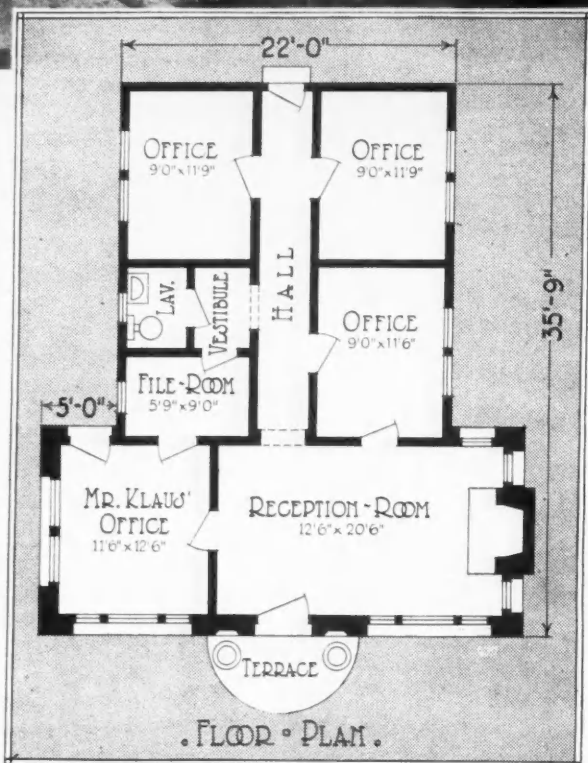 22'-0"
OFFICE
9'0"x11'9"
OFFICE
9'0"x11'9"
35'-9"
LAV.
VESTIBULE
HALL
OFFICE
9'0"x11'6"
FILE-ROOM
5'9"x9'0"
5'-0"
MR. KLAUS'
OFFICE
11'6"x12'6"
RECEPTION-ROOM
12'6"x20'6"
TERRACE
. FLOOR • PLAN .